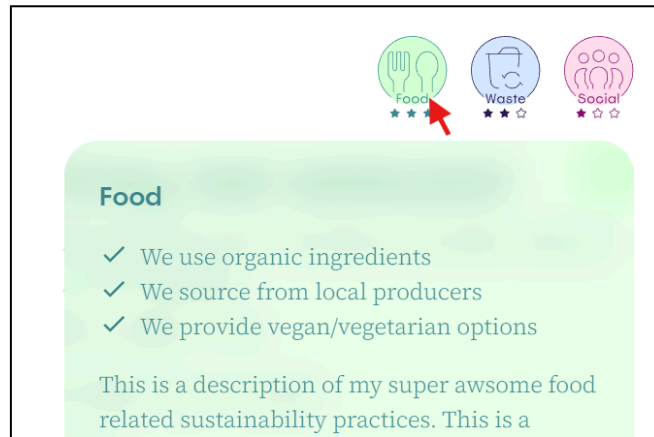 Food Waste Social
Food
We use organic ingredients
We source from local producers
We provide vegan/vegetarian options
This is a description of my super awsome food
related sustainability practices. This is a